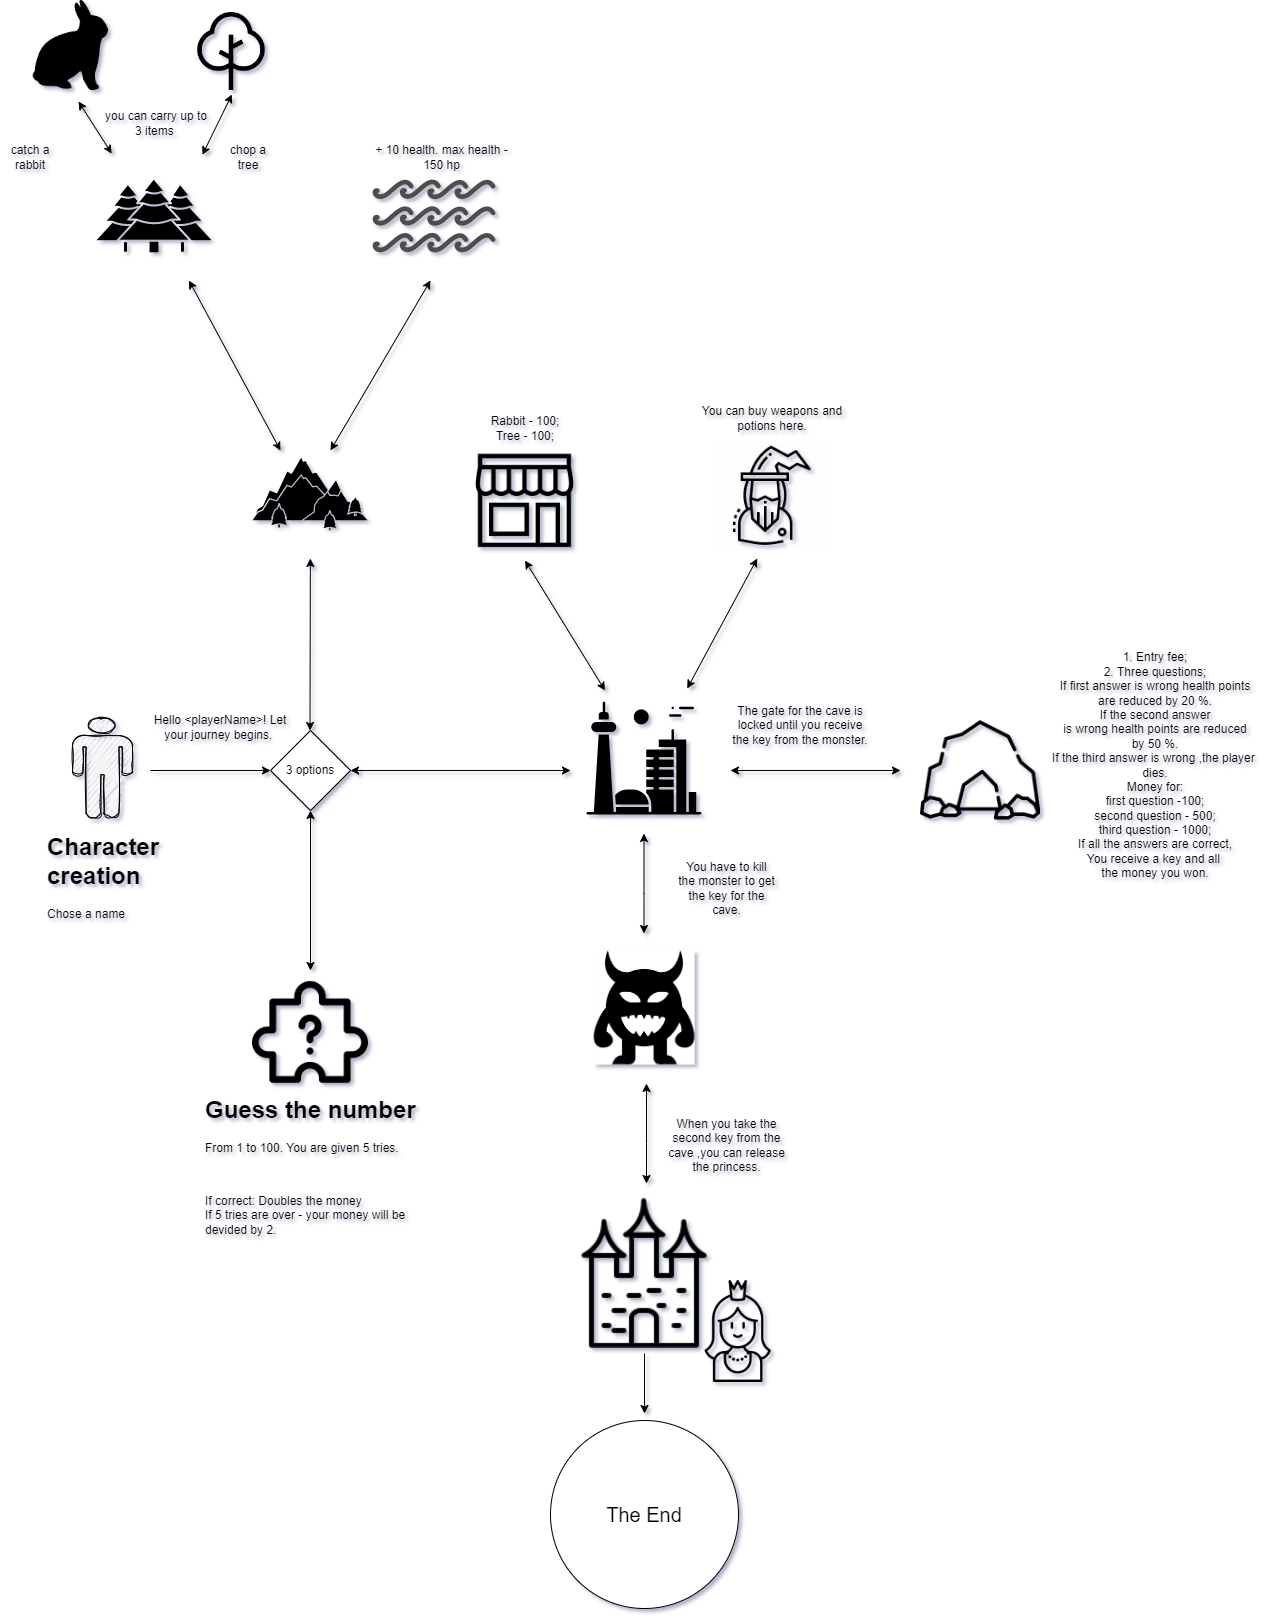 you can carry up to
3 items
catch a
rabbit
chop a
tree
+ 10 health. max health -
150 hp
Rabbit - 100;
Tree - 100;
You can buy weapons and
potions here.
Hello <playerName>! Let
your journey begins.
3 options
The gate for the cave is
locked until you receive
the key from the monster.
1. Entry fee;
2. Three questions;
If first answer is wrong health points
are reduced by 20 %.
If the second answer
is wrong health points are reduced
by 50 %.
If the third answer is wrong ,the player
dies.
Money for:
first question -100;
second question - 500;
third question - 1000;
If all the answers are correct,
You receive a key and all
the money you won.
Character
creation
Chose a name
You have to kill
the monster to get
the key for the
cave.
?
Guess the number
From 1 to 100. You are given 5 tries.
If correct: Doubles the money
If 5 tries are over - your money will be
devided by 2.
When you take the
second key from the
cave ,you can release
the princess.
The End